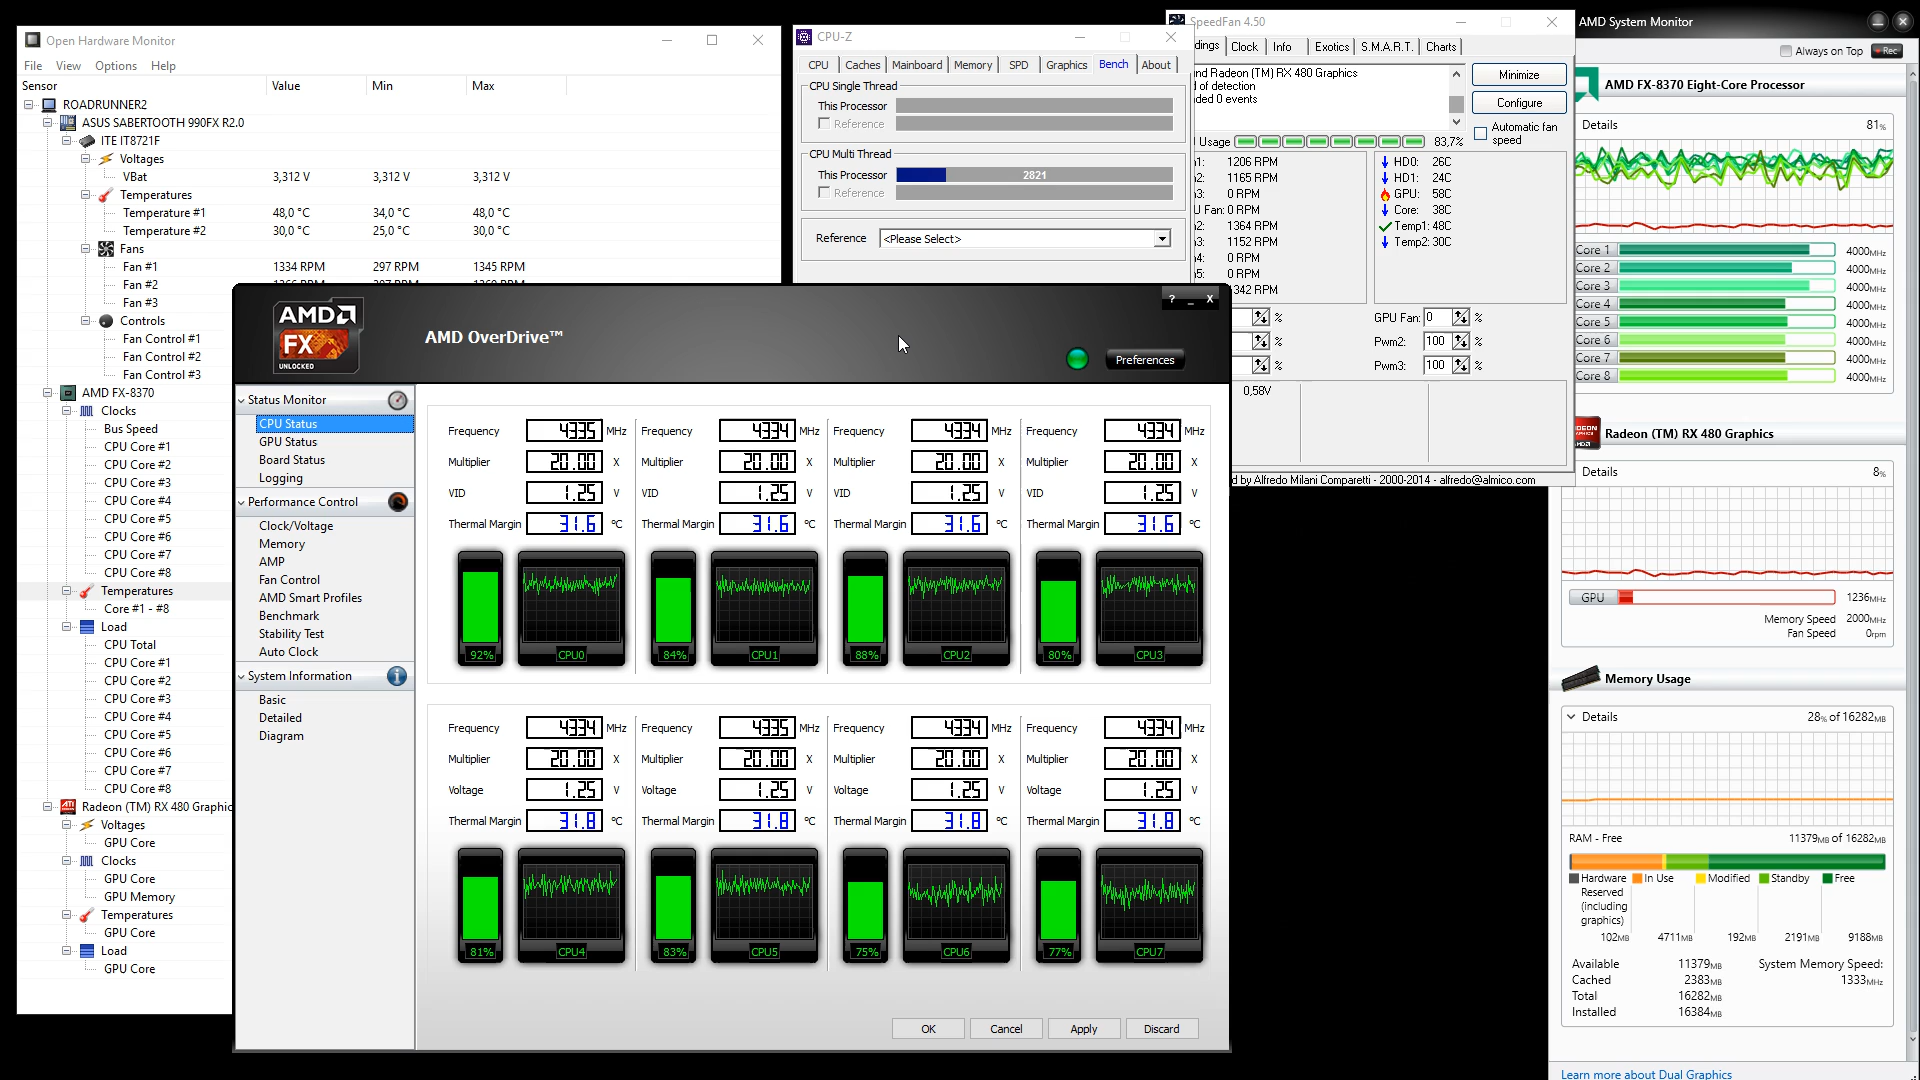 Open Hardware Monitor
File View Options Help
Sensor Value Min Max
ROADRUNNER2
ASUS SABERTOOTH 990FX R2.0
ITE IT8721F
Voltages
VBat 3,312 V 3,312 V 3,312 V
Temperatures
Temperature #1 48,0 °C 34,0 °C 48,0 °C
Temperature #2 30,0 °C 25,0 °C 30,0 °C
Fans
Fan #1 1334 RPM 297 RPM 1345 RPM
Fan #2
Fan #3
Controls
Fan Control #1
Fan Control #2
Fan Control #3
AMD FX-8370
Clocks
Bus Speed
CPU Core #1
CPU Core #2
CPU Core #3
CPU Core #4
CPU Core #5
CPU Core #6
CPU Core #7
CPU Core #8
Temperatures
Core #1 - #8
Load
CPU Total
CPU Core #1
CPU Core #2
CPU Core #3
CPU Core #4
CPU Core #5
CPU Core #6
CPU Core #7
CPU Core #8
Radeon (TM) RX 480 Graphic
Voltages
GPU Core
Clocks
GPU Core
GPU Memory
Temperatures
GPU Core
Load
GPU Core
CPU-Z
CPU Caches Mainboard Memory SPD Graphics Bench About
CPU Single Thread
This Processor
Reference
CPU Multi Thread
This Processor 2821
Reference
Reference <Please Select>
SpeedFan 4.50
dings Clock Info Exotics S.M.A.R.T. Charts
nd Radeon (TM) RX 480 Graphics
d of detection
ded 0 events
Minimize
Configure
Automatic fan
speed
Usage 83,7%
1: 1206 RPM
2: 1165 RPM
3: 0 RPM
U Fan: 0 RPM
2: 1364 RPM
3: 1152 RPM
4: 0 RPM
5: 0 RPM
342 RPM
HD0: 26C
HD1: 24C
GPU: 58C
Core: 38C
Temp1: 48C
Temp2: 30C
% GPU Fan: 0 %
% Pwm2: 100 %
% Pwm3: 100 %
0,58V
d by Alfredo Milani Comparetti - 2000-2014 - alfredo@almico.com
AMD
FX
UNLOCKED
AMD OverDrive™
? _ X
Preferences
Status Monitor
CPU Status
GPU Status
Board Status
Logging
Performance Control
Clock/Voltage
Memory
AMP
Fan Control
AMD Smart Profiles
Benchmark
Stability Test
Auto Clock
System Information
Basic
Detailed
Diagram
Frequency 4335 MHz Frequency 4334 MHz Frequency 4334 MHz Frequency 4334 MHz
Multiplier 20.00 X Multiplier 20.00 X Multiplier 20.00 X Multiplier 20.00 X
VID 1.25 V VID 1.25 V VID 1.25 V VID 1.25 V
Thermal Margin 31.6 °C Thermal Margin 31.6 °C Thermal Margin 31.6 °C Thermal Margin 31.6 °C
92% CPU0 84% CPU1 88% CPU2 80% CPU3
Frequency 4334 MHz Frequency 4335 MHz Frequency 4334 MHz Frequency 4334 MHz
Multiplier 20.00 X Multiplier 20.00 X Multiplier 20.00 X Multiplier 20.00 X
Voltage 1.25 V Voltage 1.25 V Voltage 1.25 V Voltage 1.25 V
Thermal Margin 31.8 °C Thermal Margin 31.8 °C Thermal Margin 31.8 °C Thermal Margin 31.8 °C
81% CPU4 83% CPU5 75% CPU6 77% CPU7
OK Cancel Apply Discard
AMD System Monitor
Always on Top Rec
AMD FX-8370 Eight-Core Processor
Details 81%
Core 1 4000MHz
Core 2 4000MHz
Core 3 4000MHz
Core 4 4000MHz
Core 5 4000MHz
Core 6 4000MHz
Core 7 4000MHz
Core 8 4000MHz
Radeon (TM) RX 480 Graphics
Details 8%
GPU 1236MHz
Memory Speed 2000MHz
Fan Speed 0rpm
Memory Usage
Details 28% of 16282MB
RAM - Free 11379MB of 16282MB
Hardware Reserved (including graphics) In Use Modified Standby Free
102MB 4711MB 192MB 2191MB 9188MB
Available 11379MB System Memory Speed:
Cached 2383MB 1333MHz
Total 16282MB
Installed 16384MB
Learn more about Dual Graphics